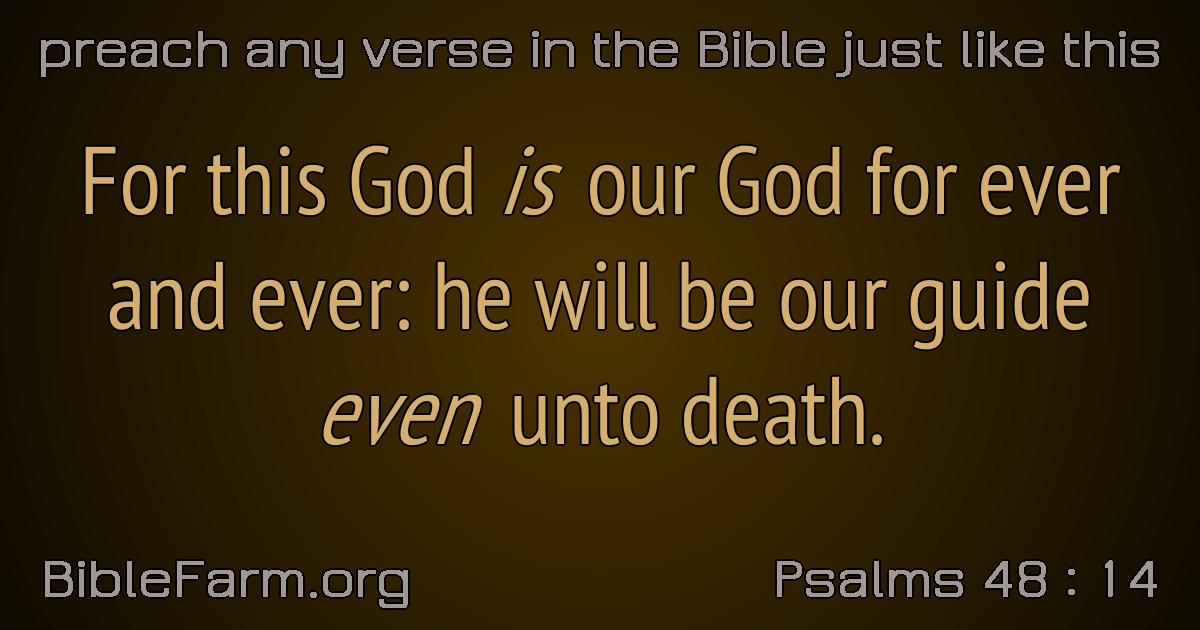 preach any verse in the Bible just like this
For this God is our God for ever
and ever: he will be our guide
even unto death.
BibleFarm.org
Psalms 48 : 14